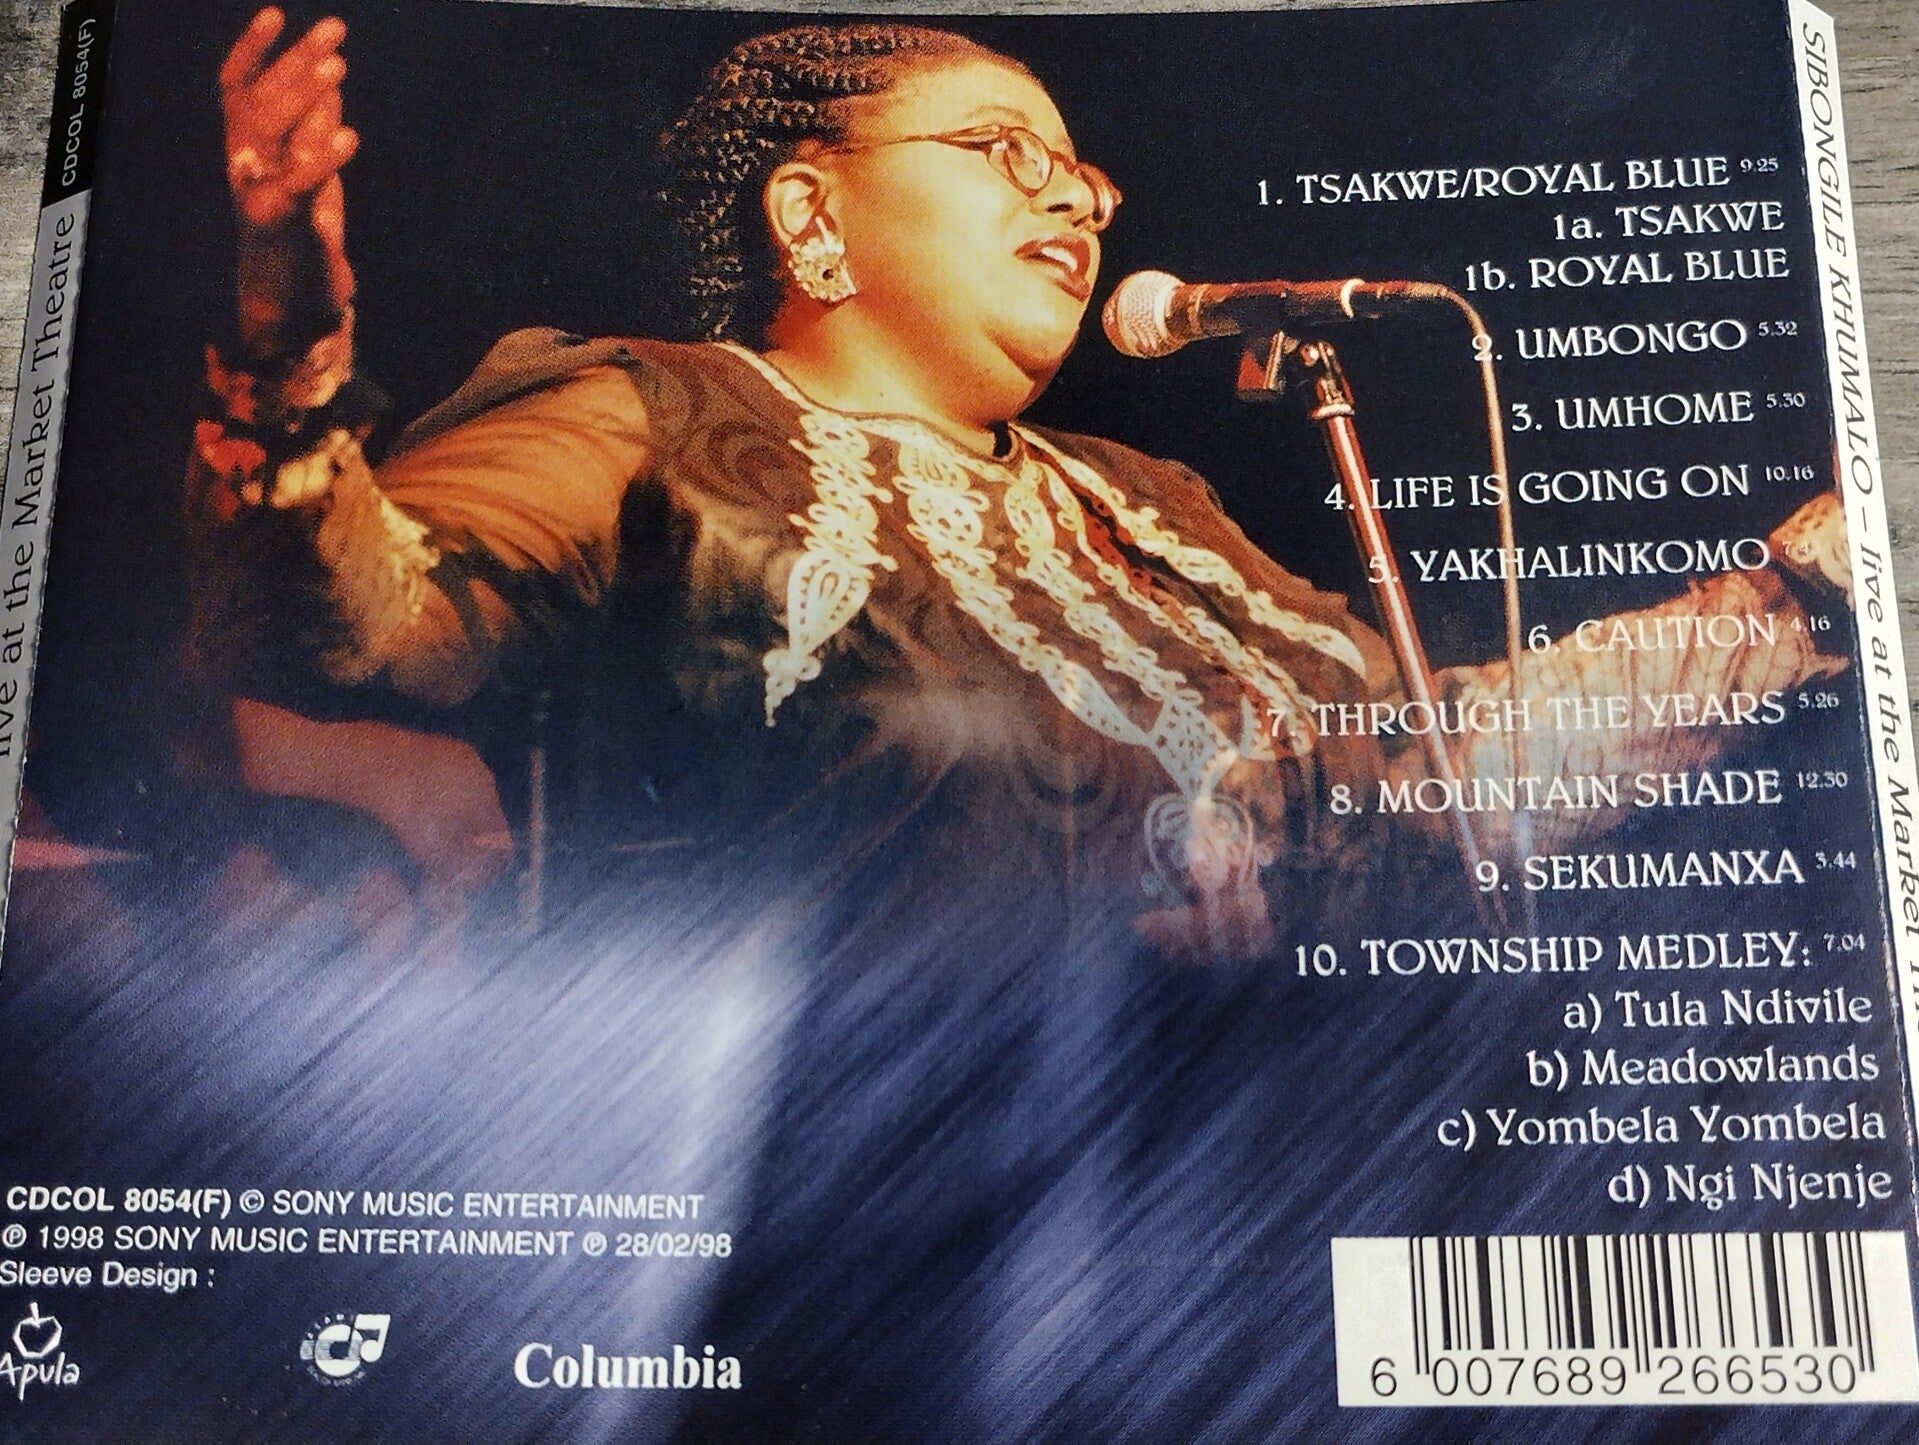 CDCOL 8054(F)
live at the Market Theatre
SIBONGILE KHUMALO – live at the Market
1. TSAKWE/ROYAL BLUE 9.25
1a. TSAKWE
1b. ROYAL BLUE
2. UMBONGO 5.32
3. UMHOME 5.30
4. LIFE IS GOING ON 10.16
5. YAKHALINKOMO
6. CAUTION 4.16
7. THROUGH THE YEARS 5.26
8. MOUNTAIN SHADE 12.30
9. SEKUMANXA 3.44
10. TOWNSHIP MEDLEY: 7.04
a) Tula Ndivile
b) Meadowlands
c) Yombela Yombela
d) Ngi Njenje
CDCOL 8054(F) © SONY MUSIC ENTERTAINMENT
℗ 1998 SONY MUSIC ENTERTAINMENT ℗ 28/02/98
Sleeve Design :
Apula
Columbia
6 007689 266530